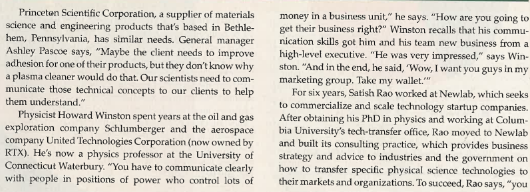 Princeton Scientific Corporation, a supplier of materials
science and engineering products that's based in Bethle-
hem, Pennsylvania, has similar needs. General manager
Ashley Pascoe says, "Maybe the client needs to improve
adhesion for one of their products, but they don't know why
a plasma cleaner would do that. Our scientists need to com-
municate those technical concepts to our clients to help
them understand."
Physicist Howard Winston spent years at the oil and gas
exploration company Schlumberger and the aerospace
company United Technologies Corporation (now owned by
RTX). He's now a physics professor at the University of
Connecticut Waterbury. "You have to communicate clearly
with people in positions of power who control lots of
money in a business unit," he says. "How are you going to
get their business right?" Winston recalls that his commu-
nication skills got him and his team new business from a
high-level executive. "He was very impressed," says Win-
ston. "And in the end, he said, 'Wow, I want you guys in my
marketing group. Take my wallet.'"
For six years, Satish Rao worked at Newlab, which seeks
to commercialize and scale technology startup companies.
After obtaining his PhD in physics and working at Colum-
bia University's tech-transfer office, Rao moved to Newlab
and built its consulting practice, which provides business
strategy and advice to industries and the government on
how to transfer specific physical science technologies to
their markets and organizations. To succeed, Rao says, "you